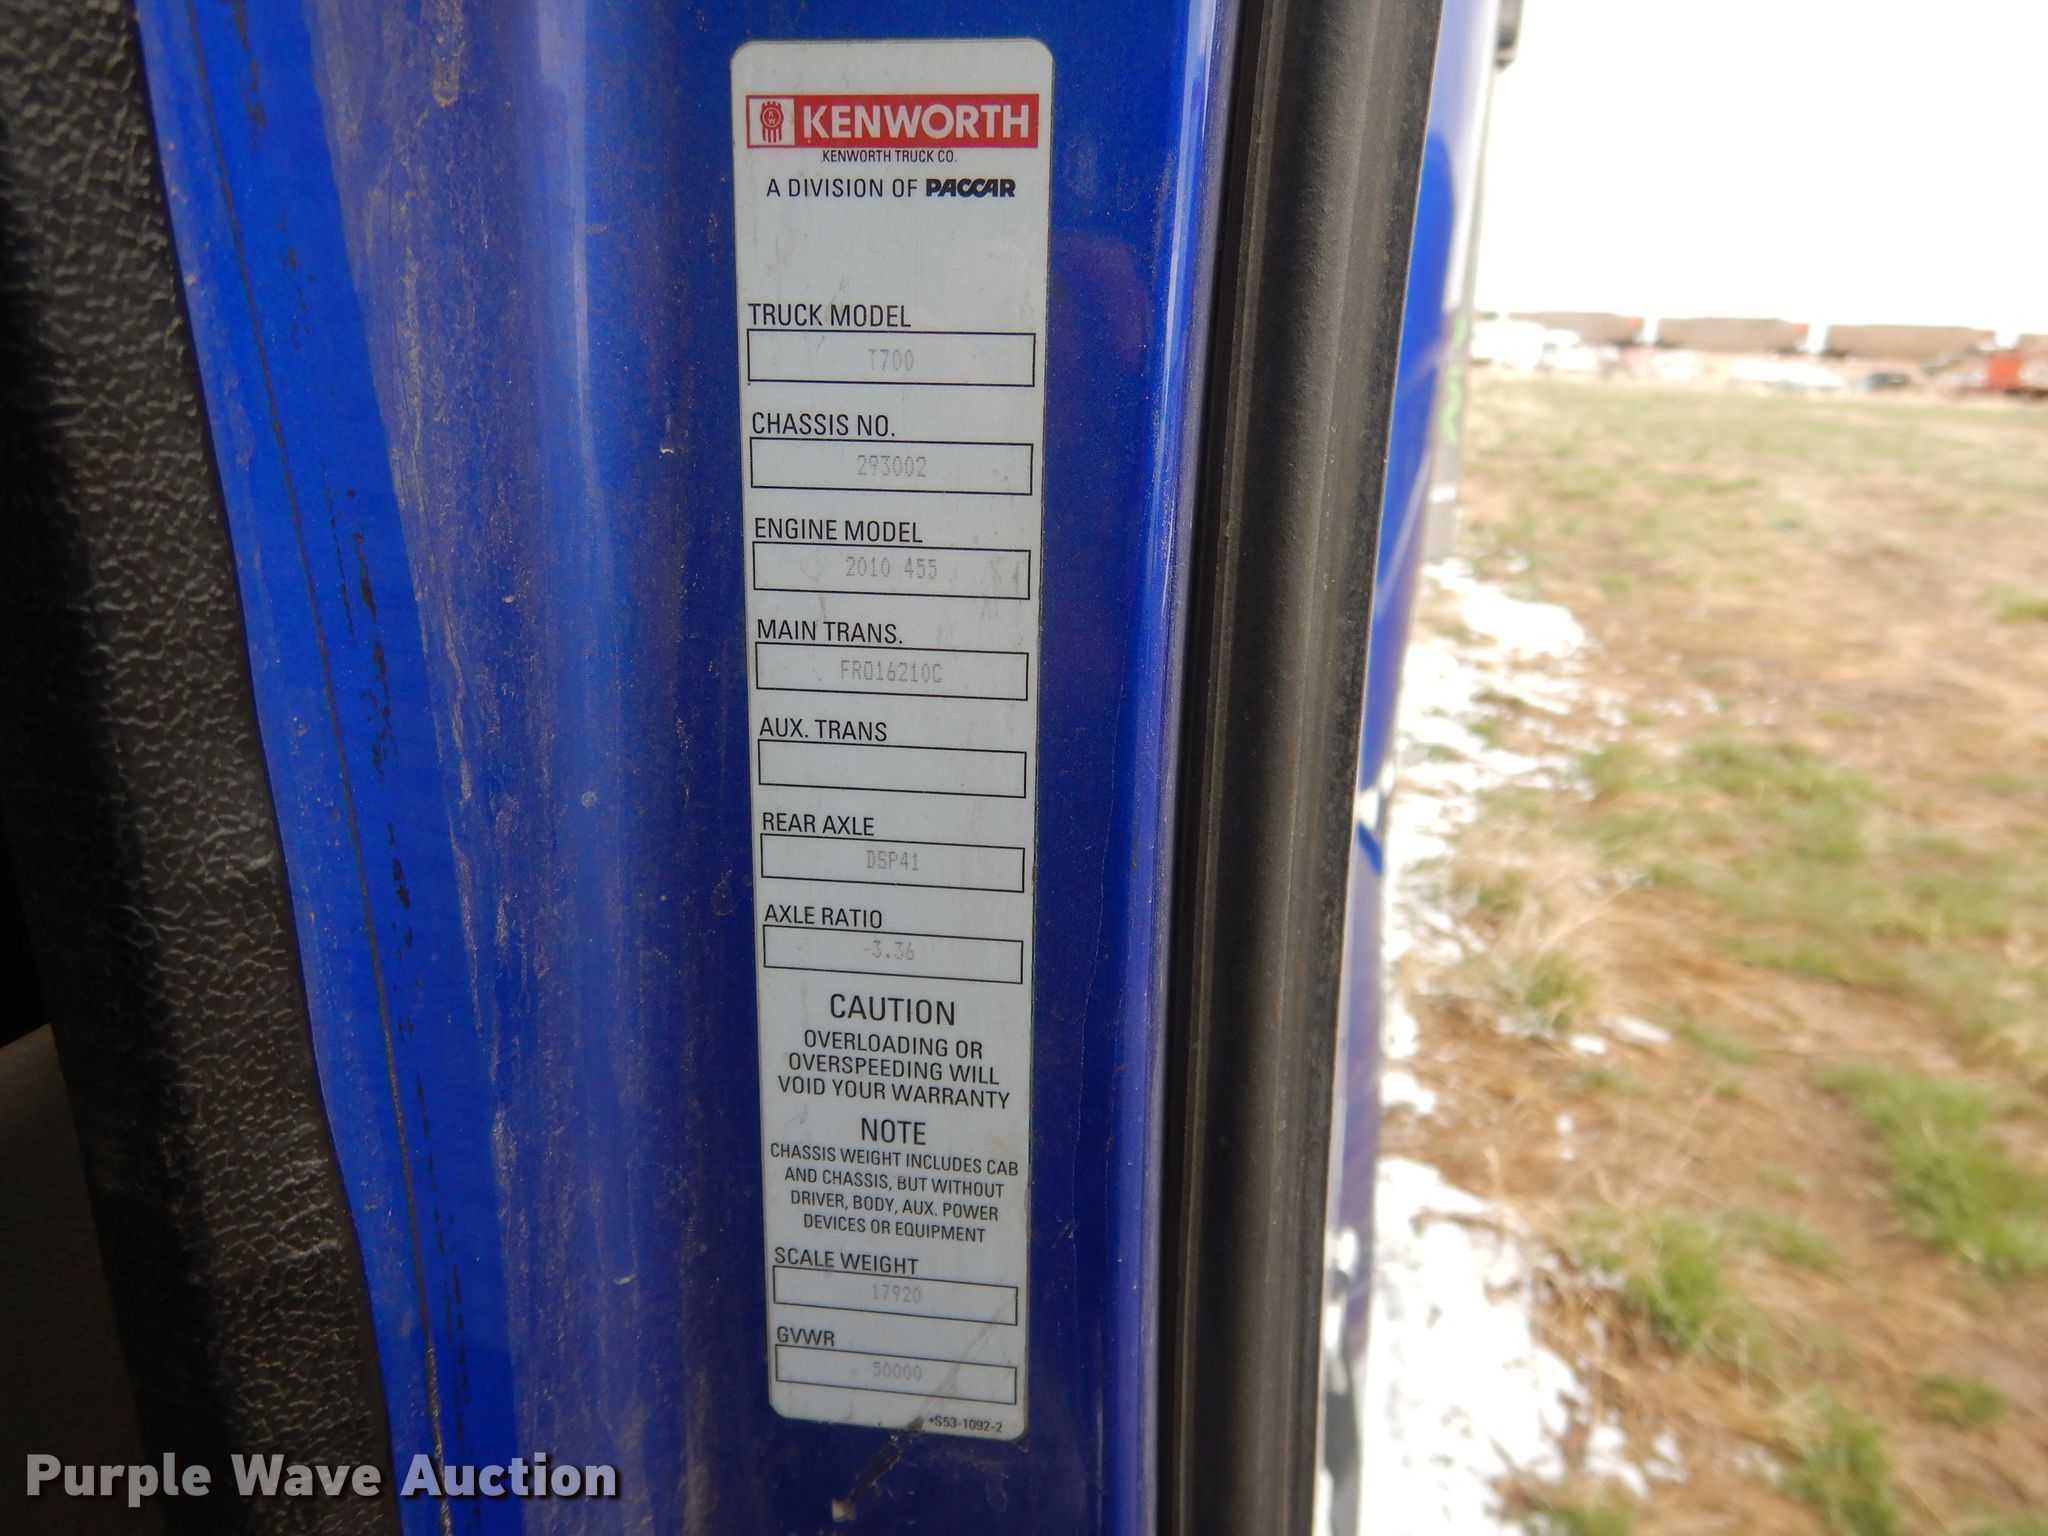 KENWORTH
KENWORTH TRUCK CO.
A DIVISION OF PACCAR
TRUCK MODEL
T700
CHASSIS NO.
293002
ENGINE MODEL
2010 455
MAIN TRANS.
FRO16210C
AUX. TRANS
REAR AXLE
DSP41
AXLE RATIO
3.36
CAUTION
OVERLOADING OR
OVERSPEEDING WILL
VOID YOUR WARRANTY
NOTE
CHASSIS WEIGHT INCLUDES CAB
AND CHASSIS, BUT WITHOUT
DRIVER, BODY, AUX. POWER
DEVICES OR EQUIPMENT
SCALE WEIGHT
17920
GVWR
50000
*S53-1092-2
Purple Wave Auction